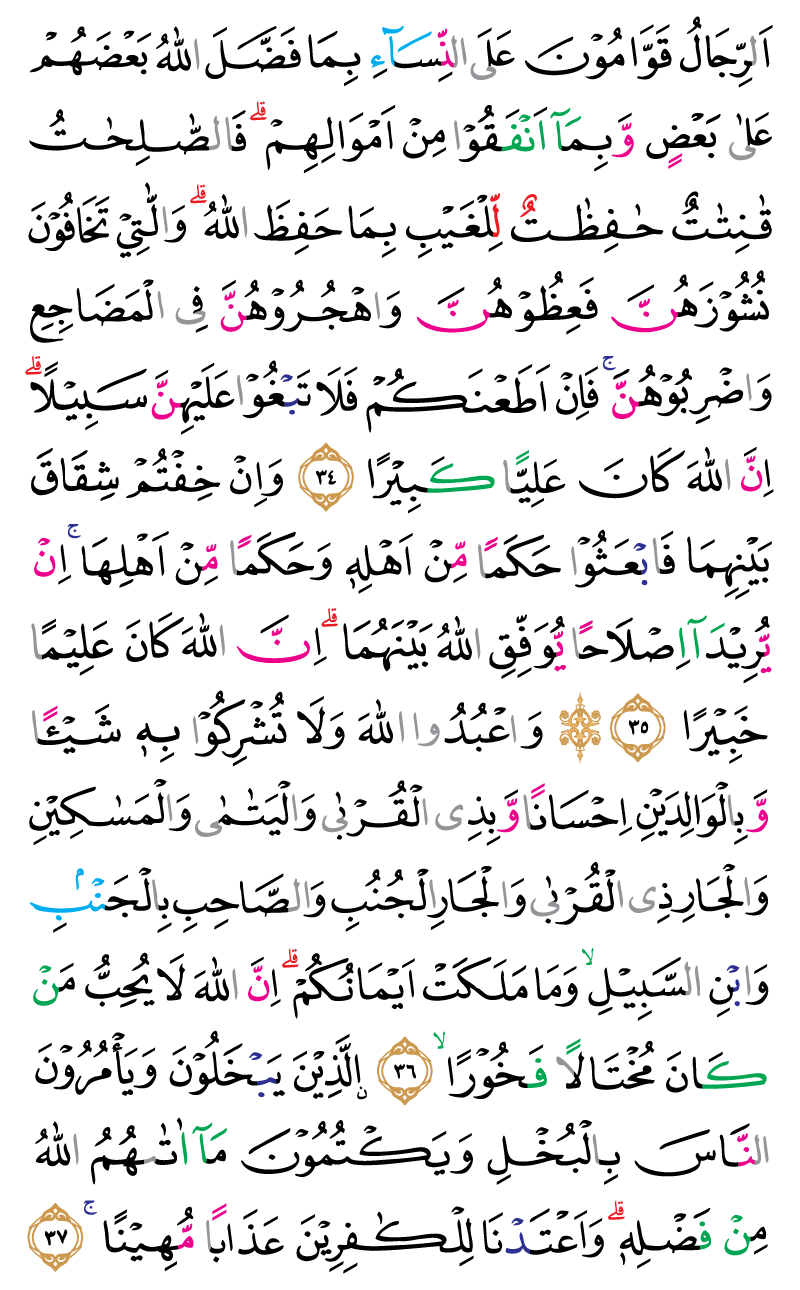 اَلرِّجَالُ قَوَّامُوْنَ عَلَى النِّسَآءِ بِمَا فَضَّلَ اللّٰهُ بَعْضَهُمْ
عَلٰى بَعْضٍ وَّبِمَآ اَنْفَقُوْا مِنْ اَمْوَالِهِمْ ۗ فَالصّٰلِحٰتُ
قٰنِتٰتٌ حٰفِظٰتٌ لِّلْغَيْبِ بِمَا حَفِظَ اللّٰهُ ۗ وَالّٰتِيْ تَخَافُوْنَ
نُشُوْزَهُنَّ فَعِظُوْهُنَّ وَاهْجُرُوْهُنَّ فِى الْمَضَاجِعِ
وَاضْرِبُوْهُنَّ ۚ فَاِنْ اَطَعْنَكُمْ فَلَا تَبْغُوْا عَلَيْهِنَّ سَبِيْلًا ۗ
اِنَّ اللّٰهَ كَانَ عَلِيًّا كَبِيْرًا ٣٤ وَاِنْ خِفْتُمْ شِقَاقَ
بَيْنِهِمَا فَابْعَثُوْا حَكَمًا مِّنْ اَهْلِهٖ وَحَكَمًا مِّنْ اَهْلِهَا ۚ اِنْ
يُّرِيْدَآ اِصْلَاحًا يُّوَفِّقِ اللّٰهُ بَيْنَهُمَا ۗ اِنَّ اللّٰهَ كَانَ عَلِيْمًا
خَبِيْرًا ٣٥ ۞ وَاعْبُدُوا اللّٰهَ وَلَا تُشْرِكُوْا بِهٖ شَيْـًٔا
وَّبِالْوَالِدَيْنِ اِحْسَانًا وَّبِذِى الْقُرْبٰى وَالْيَتٰمٰى وَالْمَسٰكِيْنِ
وَالْجَارِ ذِى الْقُرْبٰى وَالْجَارِ الْجُنُبِ وَالصَّاحِبِ بِالْجَنْۢبِ
وَابْنِ السَّبِيْلِ ۙ وَمَا مَلَكَتْ اَيْمَانُكُمْ ۗ اِنَّ اللّٰهَ لَا يُحِبُّ مَنْ
كَانَ مُخْتَالًا فَخُوْرًا ۙ ٣٦ ۨالَّذِيْنَ يَبْخَلُوْنَ وَيَأْمُرُوْنَ
النَّاسَ بِالْبُخْلِ وَيَكْتُمُوْنَ مَآ اٰتٰىهُمُ اللّٰهُ
مِنْ فَضْلِهٖ ۗ وَاَعْتَدْنَا لِلْكٰفِرِيْنَ عَذَابًا مُّهِيْنًا ۚ ٣٧